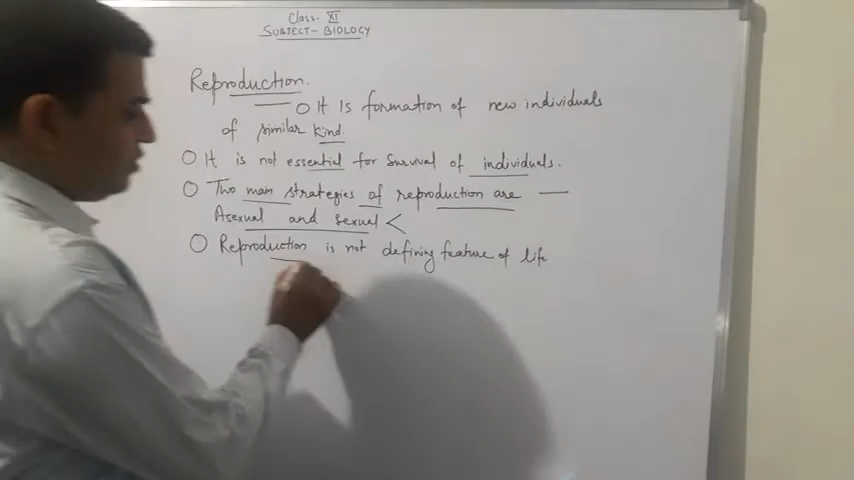 Class - XI
SUBJECT - BIOLOGY
Reproduction.
It Is formation of new individuals
of similar kind.
It is not essential for survival of individuals.
Two main strategies of reproduction are —
Asexual and sexual <
Reproduction is not defining feature of life